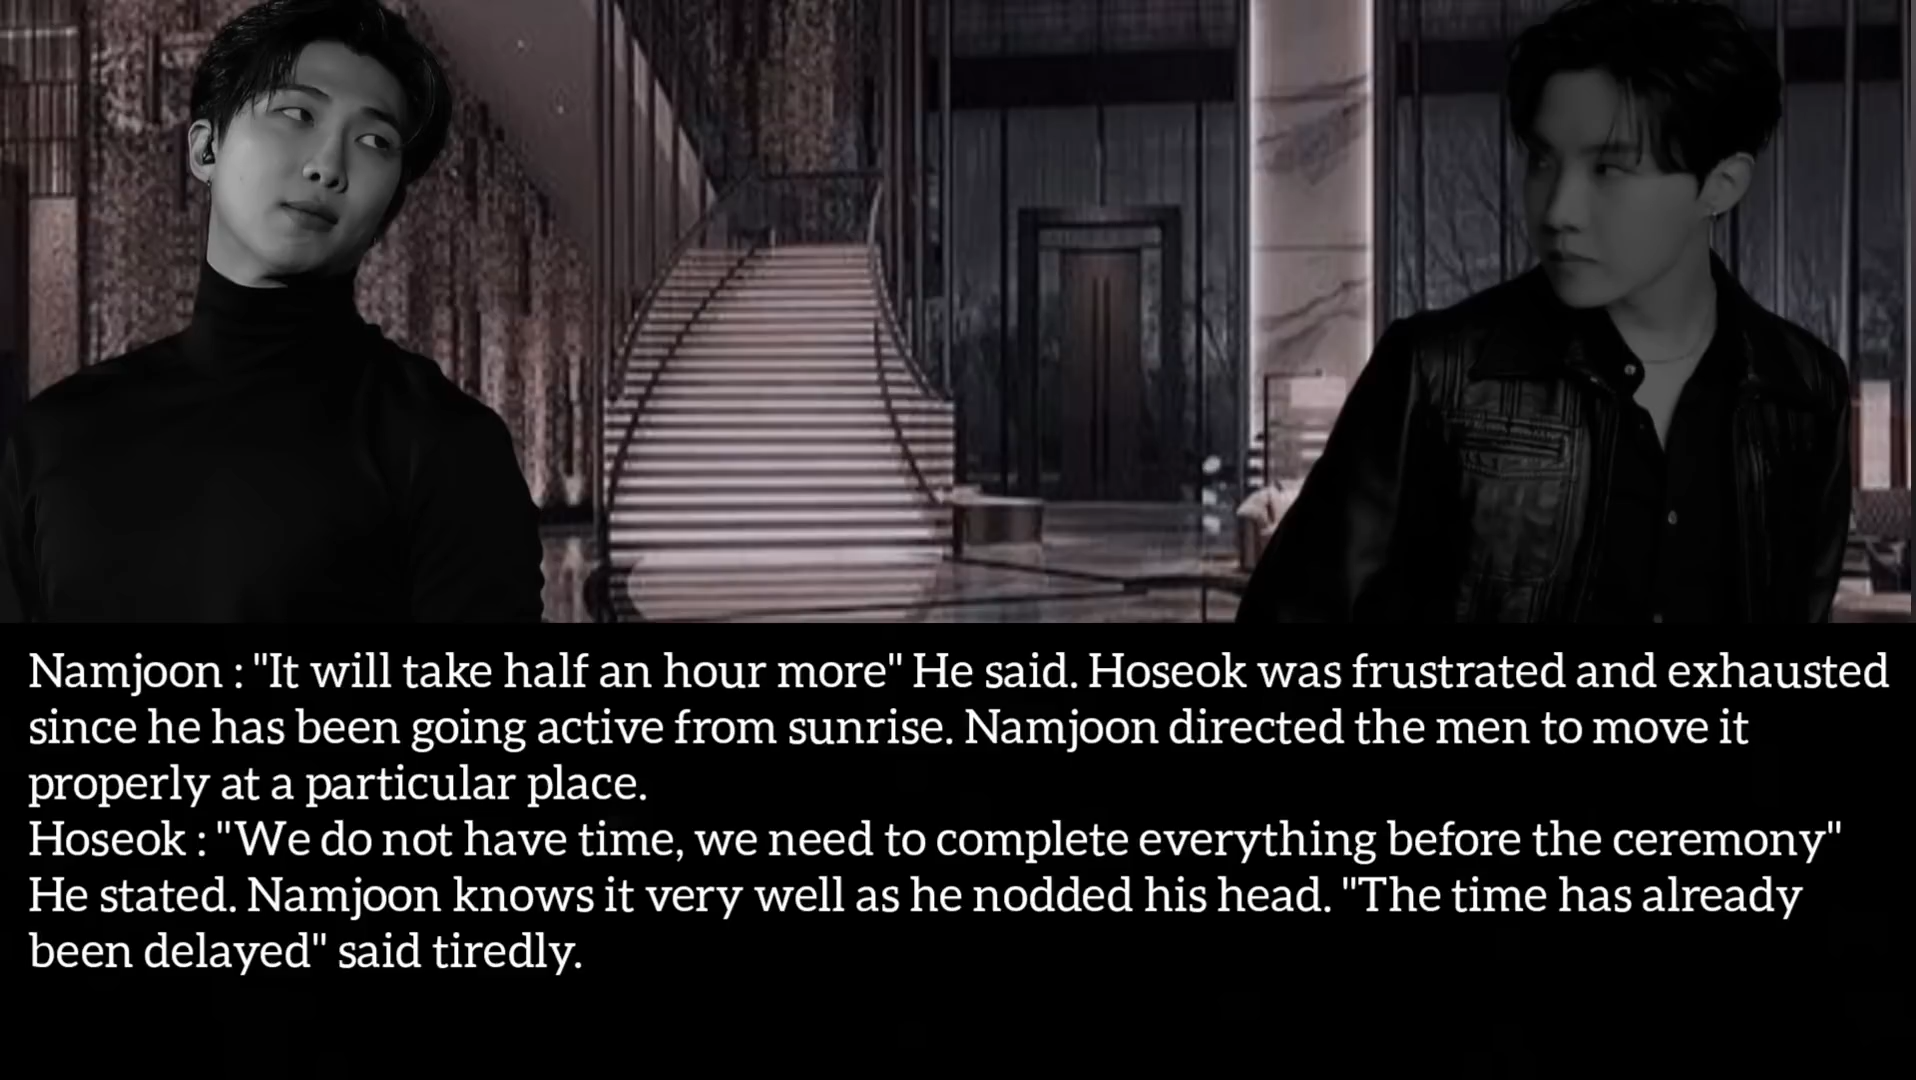 Namjoon : "It will take half an hour more" He said. Hoseok was frustrated and exhausted
since he has been going active from sunrise. Namjoon directed the men to move it
properly at a particular place.
Hoseok : "We do not have time, we need to complete everything before the ceremony"
He stated. Namjoon knows it very well as he nodded his head. "The time has already
been delayed" said tiredly.